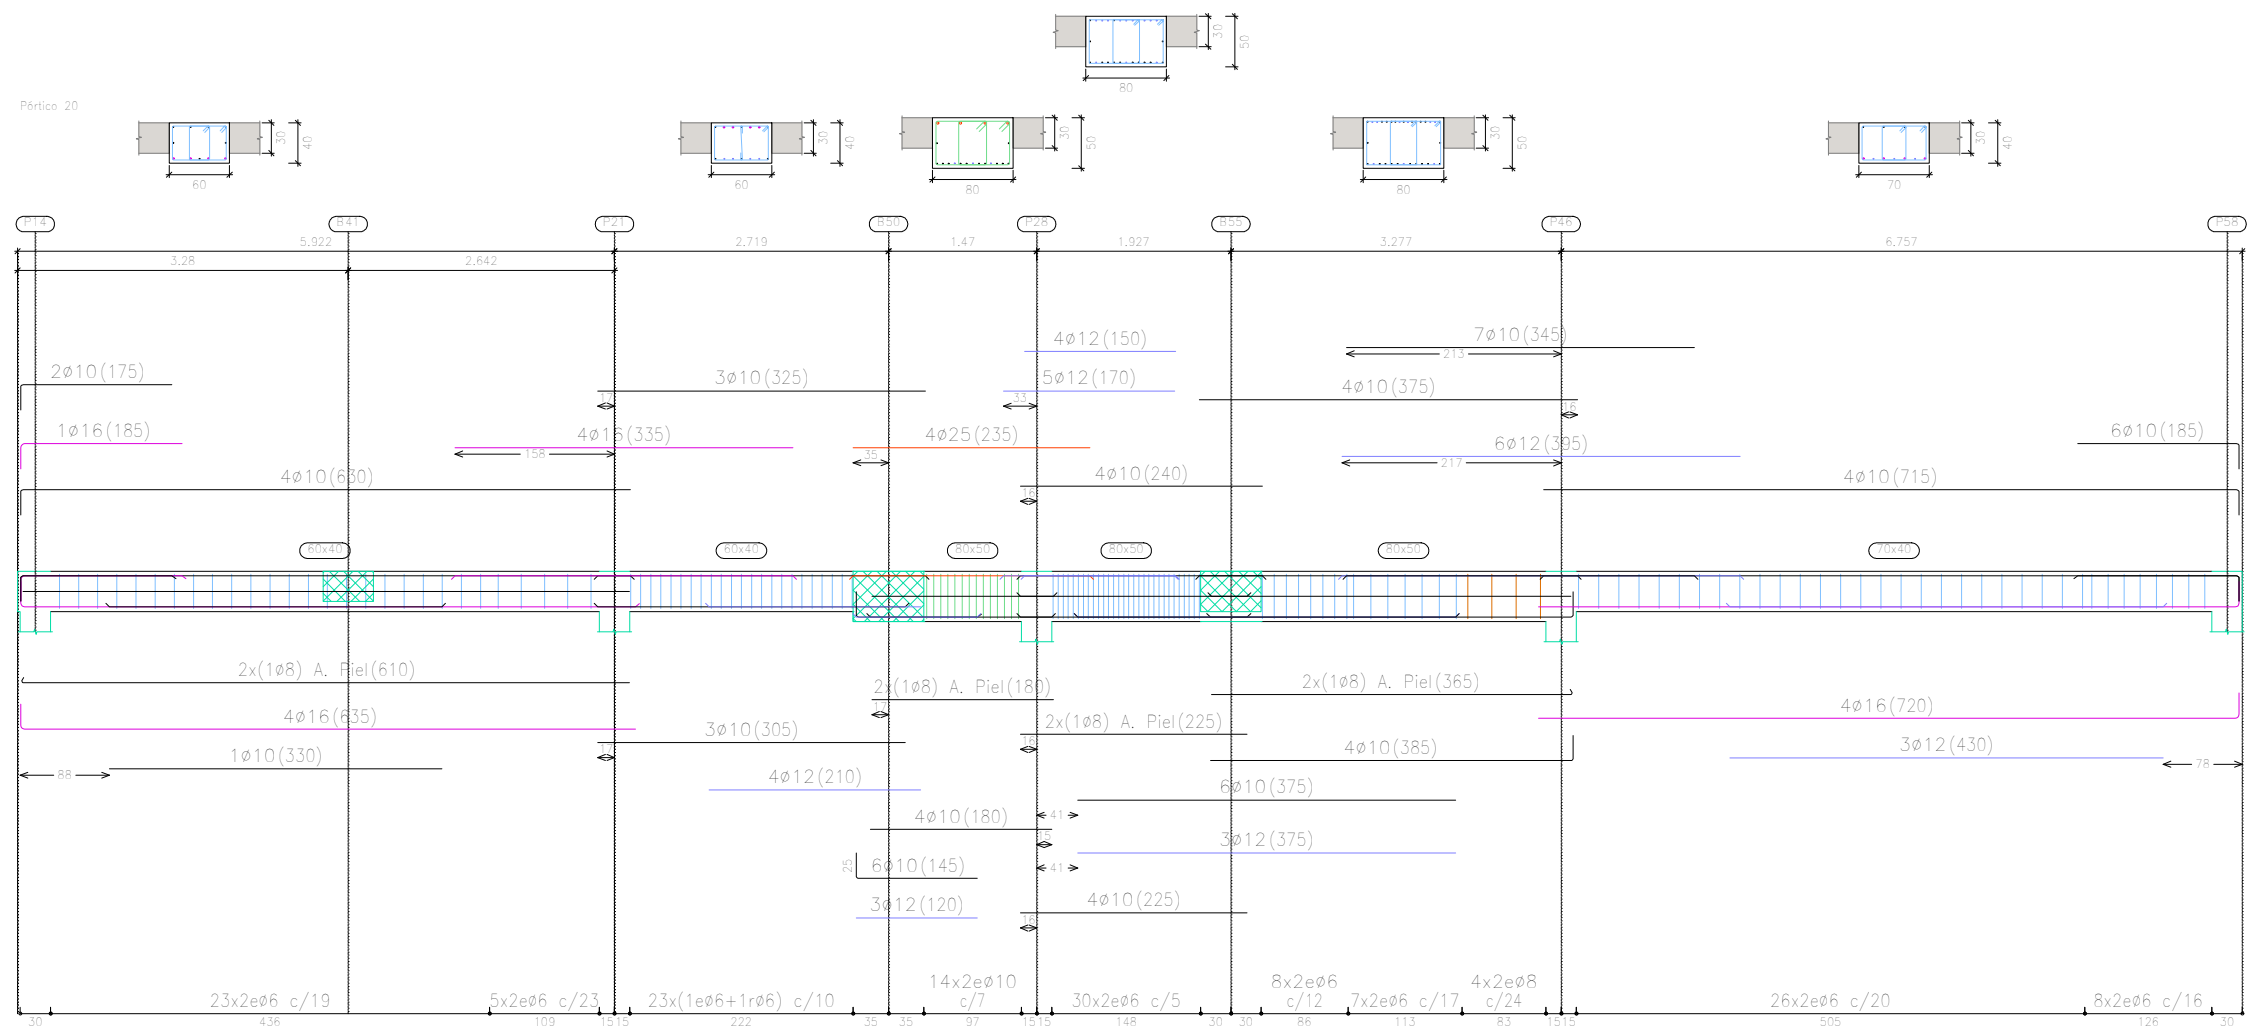 30
50
80
Pórtico 20
30
40
60
30
40
60
30
50
80
30
50
80
30
40
70
P14
B41
P21
B50
P28
B55
P46
P58
5.922
2.719
1.47
1.927
3.277
6.757
3.28
2.642
4ø12(150)
7ø10(345)
213
2ø10(175)
3ø10(325)
17
5ø12(170)
33
4ø10(375)
16
1ø16(185)
4ø16(335)
158
4ø25(235)
35
6ø12(395)
217
6ø10(185)
4ø10(630)
4ø10(240)
16
4ø10(715)
60x40
60x40
80x50
80x50
80x50
70x40
2x(1ø8) A. Piel(610)
2x(1ø8) A. Piel(180)
17
2x(1ø8) A. Piel(365)
4ø16(635)
3ø10(305)
17
2x(1ø8) A. Piel(225)
16
4ø16(720)
1ø10(330)
88
4ø10(385)
3ø12(430)
78
4ø12(210)
6ø10(375)
41
4ø10(180)
15
3ø12(375)
41
25
6ø10(145)
3ø12(120)
4ø10(225)
16
23x2eø6 c/19
5x2eø6 c/23
23x(1eø6+1rø6) c/10
14x2eø10
c/7
30x2eø6 c/5
8x2eø6
c/12
7x2eø6 c/17
4x2eø8
c/24
26x2eø6 c/20
8x2eø6 c/16
30
436
109
15 15
222
35
35
97
15 15
148
30
30
86
113
83
15 15
505
126
30